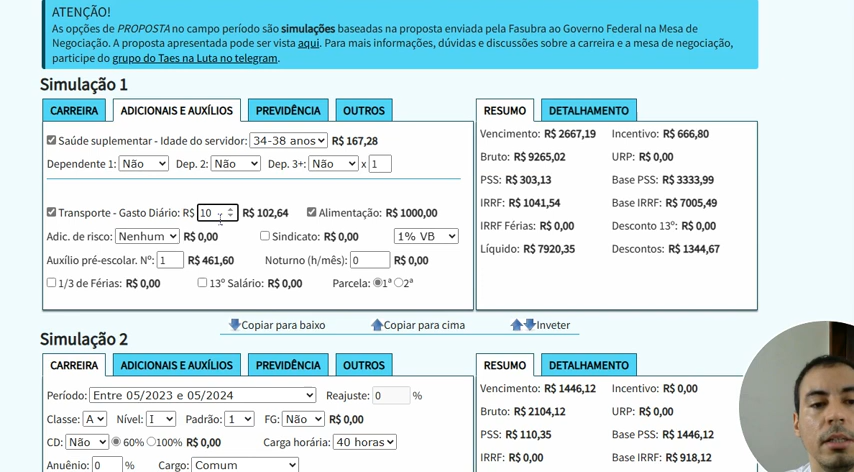 ATENÇÃO!
As opções de PROPOSTA no campo período são simulações baseadas na proposta enviada pela Fasubra ao Governo Federal na Mesa de
Negociação. A proposta apresentada pode ser vista aqui. Para mais informações, dúvidas e discussões sobre a carreira e a mesa de negociação,
participe do grupo do Taes na Luta no telegram.
Simulação 1
CARREIRA ADICIONAIS E AUXÍLIOS PREVIDÊNCIA OUTROS
Saúde suplementar - Idade do servidor: 34-38 anos R$ 167,28
Dependente 1: Não Dep. 2: Não Dep. 3+: Não x 1
Transporte - Gasto Diário: R$ 10 R$ 102,64 Alimentação: R$ 1000,00
Adic. de risco: Nenhum R$ 0,00 Sindicato: R$ 0,00 1% VB
Auxílio pré-escolar. Nº: 1 R$ 461,60 Noturno (h/mês): 0 R$ 0,00
1/3 de Férias: R$ 0,00 13º Salário: R$ 0,00 Parcela: 1ª 2ª
RESUMO DETALHAMENTO
Vencimento: R$ 2667,19 Incentivo: R$ 666,80
Bruto: R$ 9265,02 URP: R$ 0,00
PSS: R$ 303,13 Base PSS: R$ 3333,99
IRRF: R$ 1041,54 Base IRRF: R$ 7005,49
IRRF Férias: R$ 0,00 Desconto 13º: R$ 0,00
Líquido: R$ 7920,35 Descontos: R$ 1344,67
Copiar para baixo Copiar para cima Inveter
Simulação 2
CARREIRA ADICIONAIS E AUXÍLIOS PREVIDÊNCIA OUTROS
Período: Entre 05/2023 e 05/2024 Reajuste: 0 %
Classe: A Nível: I Padrão: 1 FG: Não R$ 0,00
CD: Não 60% 100% R$ 0,00 Carga horária: 40 horas
Anuênio: 0 % Cargo: Comum
RESUMO DETALHAMENTO
Vencimento: R$ 1446,12 Incentivo: R$ 0,00
Bruto: R$ 2104,12 URP: R$ 0,00
PSS: R$ 110,35 Base PSS: R$ 1446,12
IRRF: R$ 0,00 Base IRRF: R$ 918,12